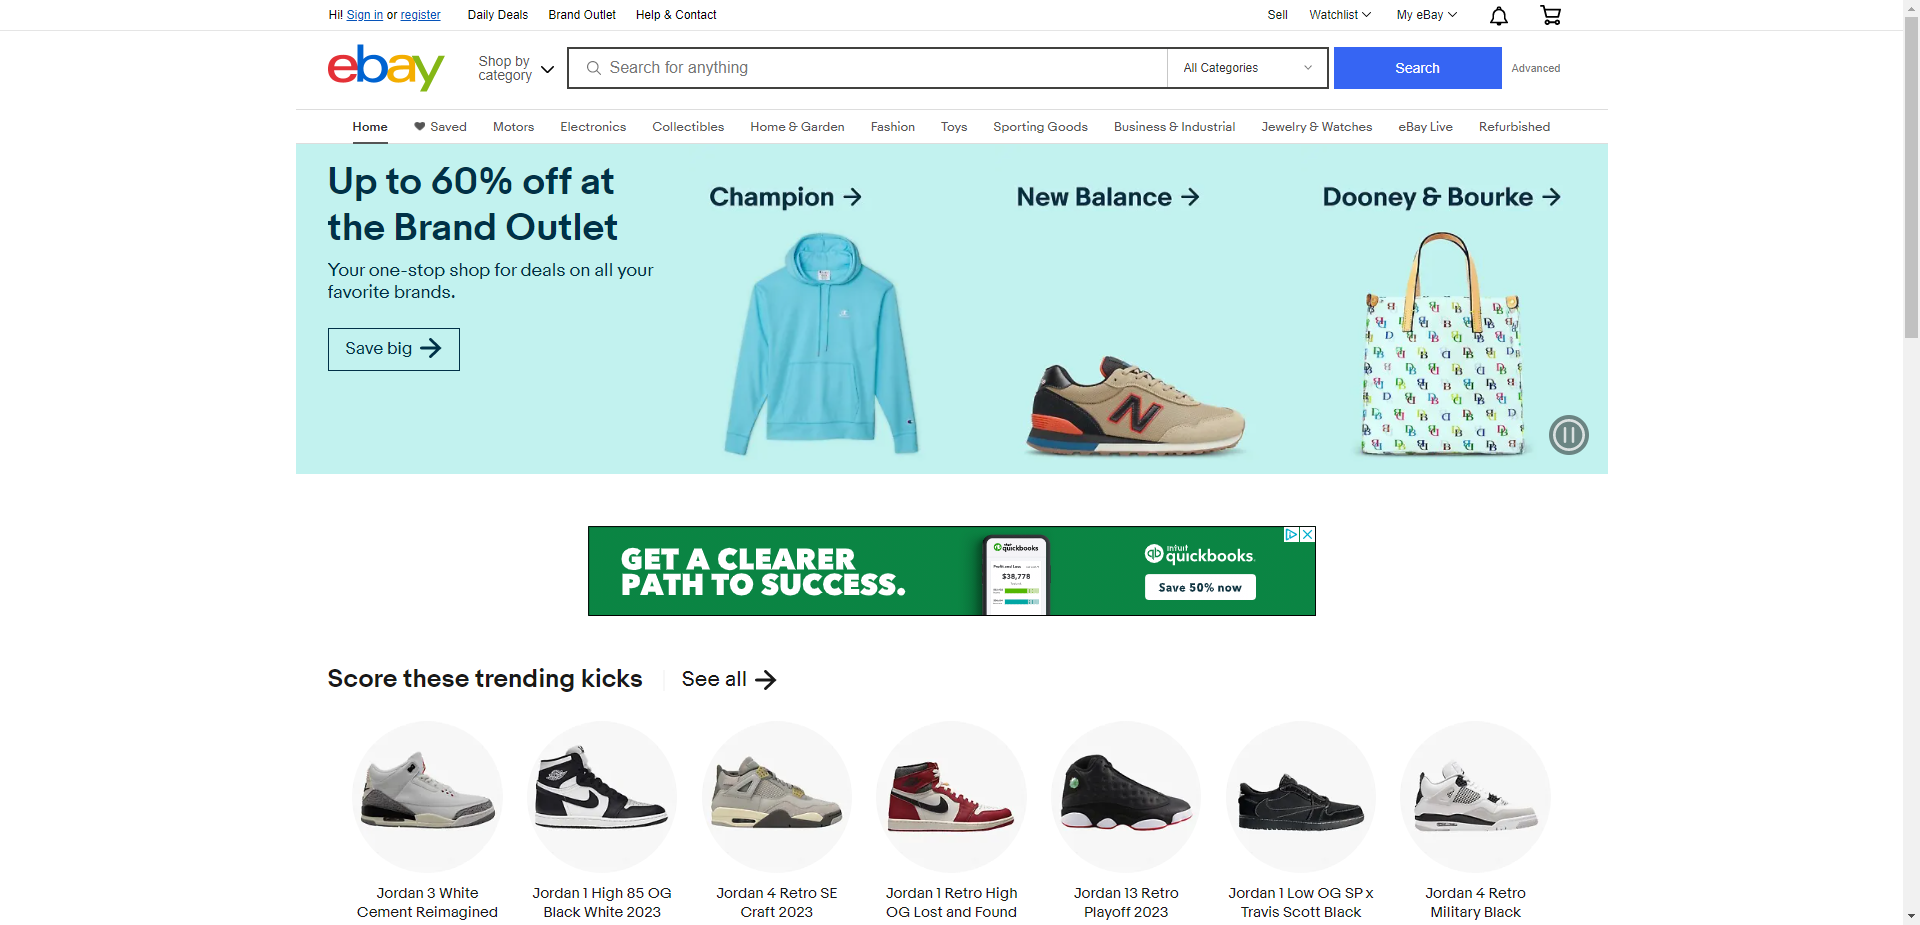 Hi! Sign in or register
Daily Deals
Brand Outlet
Help & Contact
Sell
Watchlist
My eBay
ebay
Shop by
category
Search for anything
All Categories
Search
Advanced
Home
Saved
Motors
Electronics
Collectibles
Home & Garden
Fashion
Toys
Sporting Goods
Business & Industrial
Jewelry & Watches
eBay Live
Refurbished
Up to 60% off at
the Brand Outlet
Your one-stop shop for deals on all your
favorite brands.
Save big
Champion
New Balance
Dooney & Bourke
GET A CLEARER
PATH TO SUCCESS.
quickbooks
Profit and Loss
$38,778
intuit
quickbooks.
Save 50% now
Score these trending kicks
See all
Jordan 3 White
Cement Reimagined
Jordan 1 High 85 OG
Black White 2023
Jordan 4 Retro SE
Craft 2023
Jordan 1 Retro High
OG Lost and Found
Jordan 13 Retro
Playoff 2023
Jordan 1 Low OG SP x
Travis Scott Black
Jordan 4 Retro
Military Black